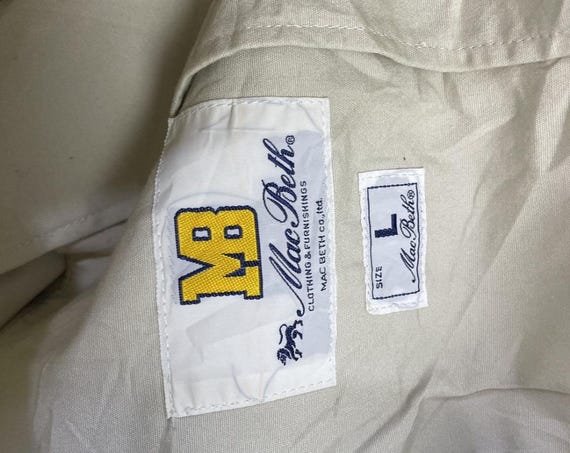 MB
Mac Beth®
CLOTHING & FURNISHINGS
MAC BETH CO., ltd.
SIZE
L
Mac Beth®